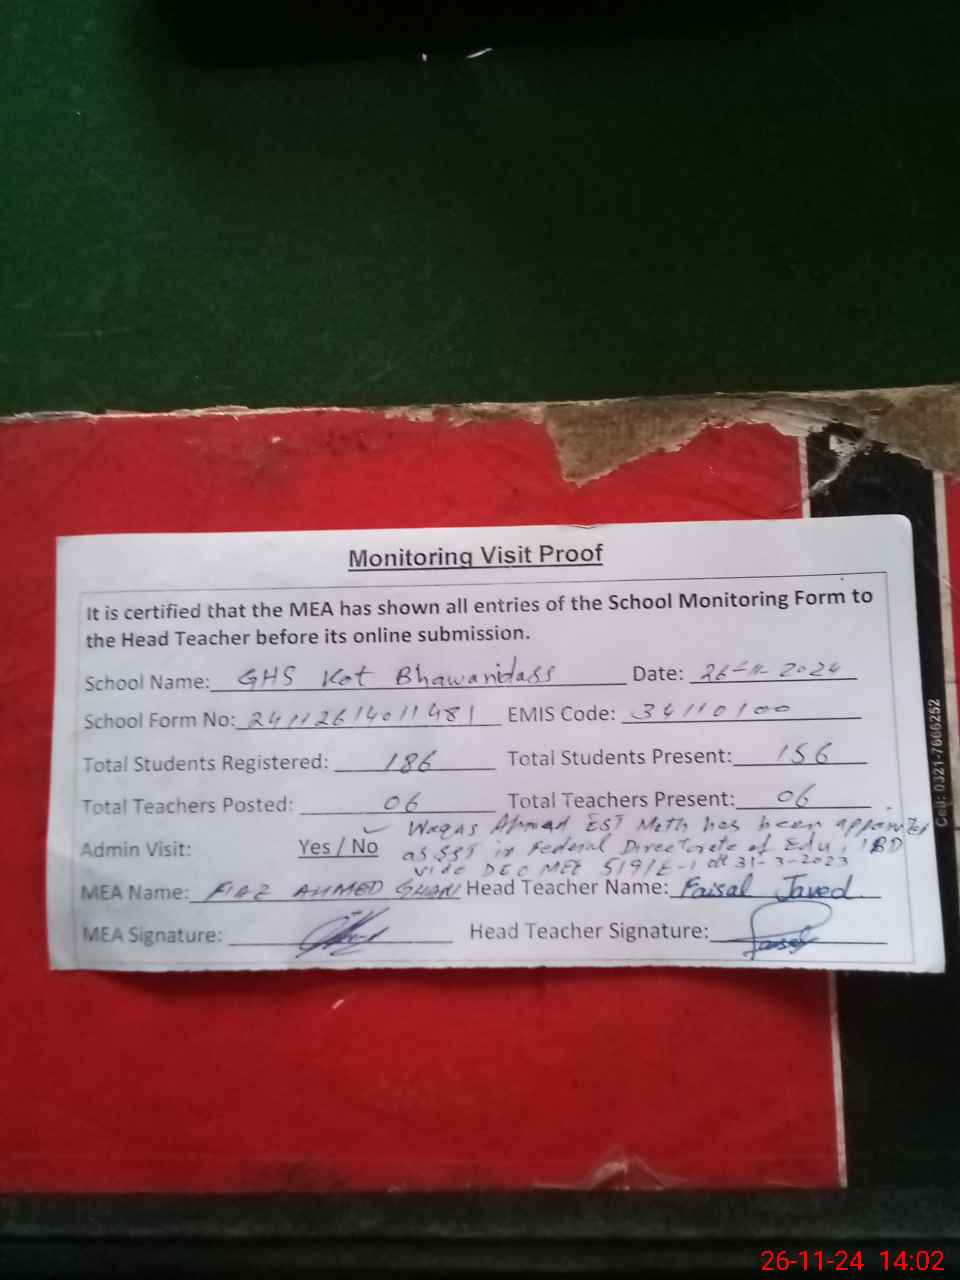 Monitoring Visit Proof
It is certified that the MEA has shown all entries of the School Monitoring Form to
the Head Teacher before its online submission.
School Name: GHS Kot Bhawanidass Date: 26-11-2024
School Form No: 24112614011481 EMIS Code: 34110100
Total Students Registered: 186 Total Students Present: 156
Total Teachers Posted: 06 Total Teachers Present: 06
Waqas Ahmad EST Math has been appointed
Admin Visit: Yes / No ✓ as SST in Federal Directorate of Edu, IBD
vide DEO MEE 519/E-1 dt 31-3-2023
MEA Name: FIAZ AHMED GHANI Head Teacher Name: Faisal Javed
MEA Signature: Head Teacher Signature: Faisal
Cell: 0321-7666252
26-11-24 14:02